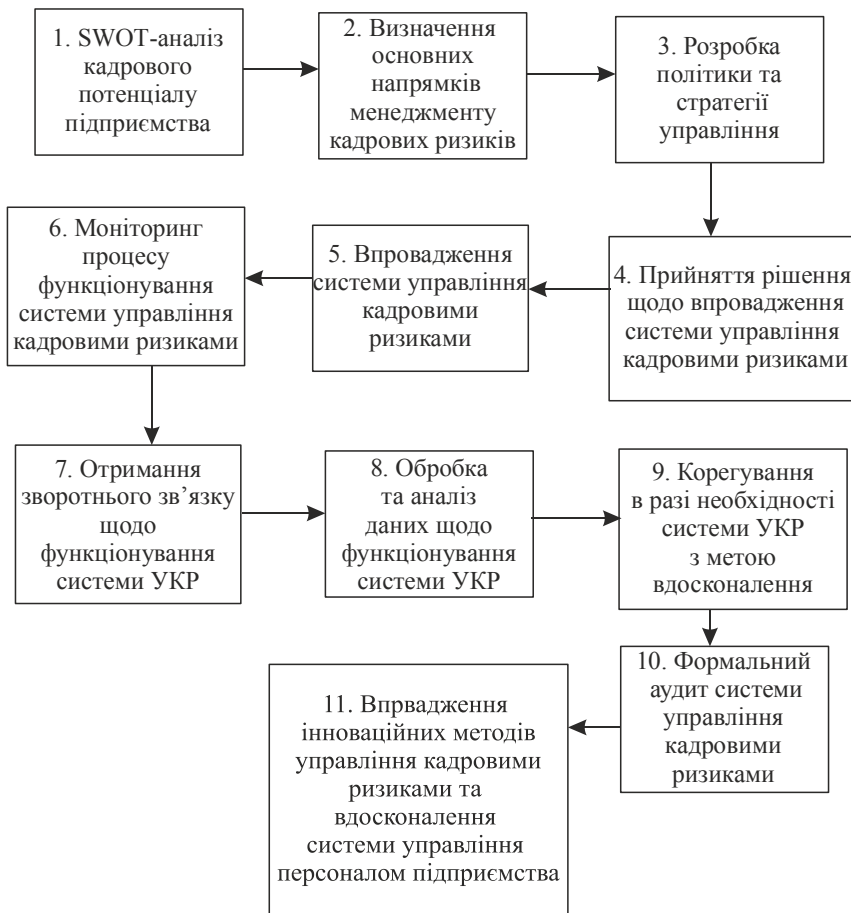 1. SWOT-аналіз
кадрового
потенціалу
підприємства
2. Визначення
основних
напрямків
менеджменту
кадрових ризиків
3. Розробка
політики та
стратегії
управління
4. Прийняття рішення
щодо впровадження
системи управління
кадровими ризиками
5. Впровадження
системи управління
кадровими
ризиками
6. Моніторинг
процесу
функціонування
системи управління
кадровими ризиками
7. Отримання
зворотнього зв’язку
щодо
функціонування
системи УКР
8. Обробка
та аналіз
даних щодо
функціонування
системи УКР
9. Корегування
в разі необхідності
системи УКР
з метою
вдосконалення
10. Формальний
аудит системи
управління
кадровими
ризиками
11. Впрвадження
інноваційних методів
управління кадровими
ризиками та
вдосконалення
системи управління
персоналом підприємства